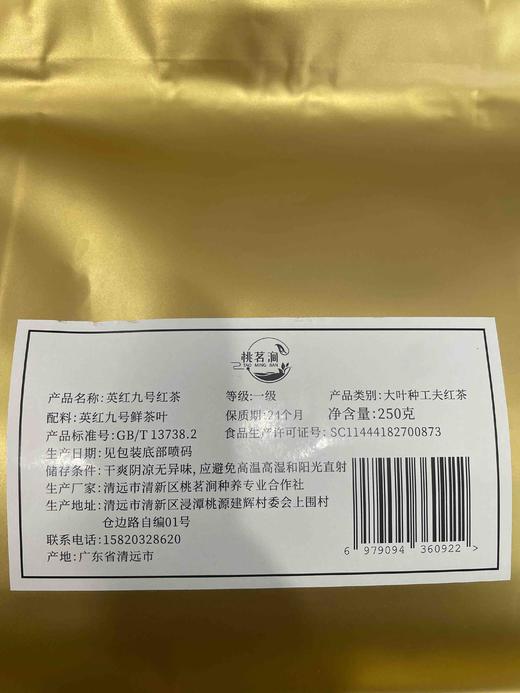 桃茗涧
TAO MING JIAN
产品名称：英红九号红茶 等级：一级 产品类别：大叶种工夫红茶
配料：英红九号鲜茶叶 保质期：24个月 净含量：250克
产品标准号：GB/T 13738.2 食品生产许可证号：SC11444182700873
生产日期：见包装底部喷码
储存条件：干爽阴凉无异味，应避免高温高湿和阳光直射
生产厂家：清远市清新区桃茗涧种养专业合作社
生产地址：清远市清新区浸潭桃源建辉村委会上围村
仓边路自编01号
联系电话：15820328620
产地：广东省清远市
6 979094 360922 >